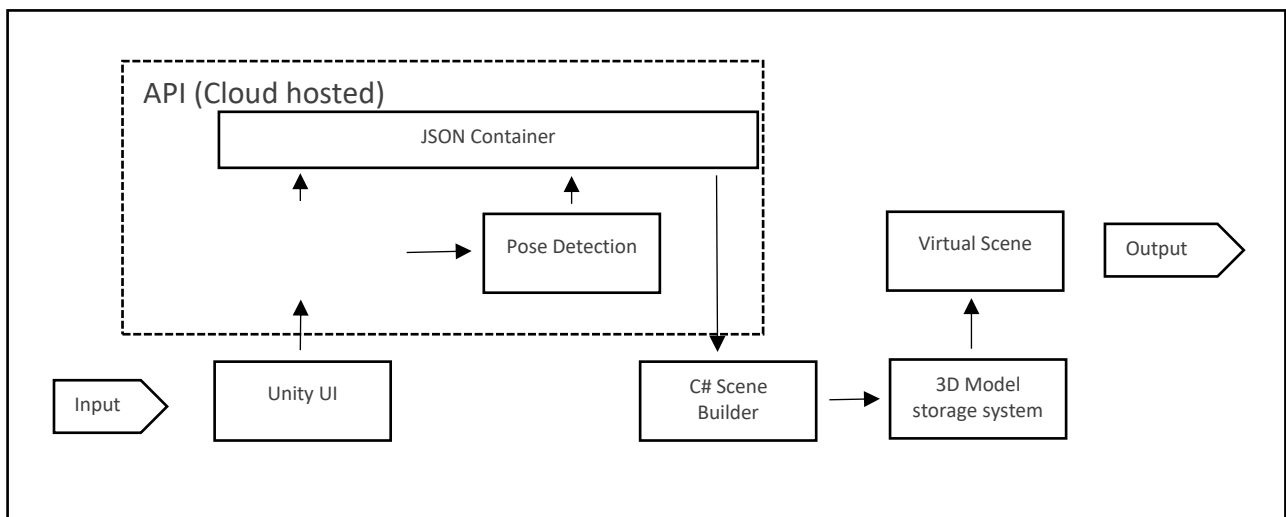 API (Cloud hosted)
JSON Container
Pose Detection
Virtual Scene
Output
Input
Unity UI
C# Scene
Builder
3D Model
storage system